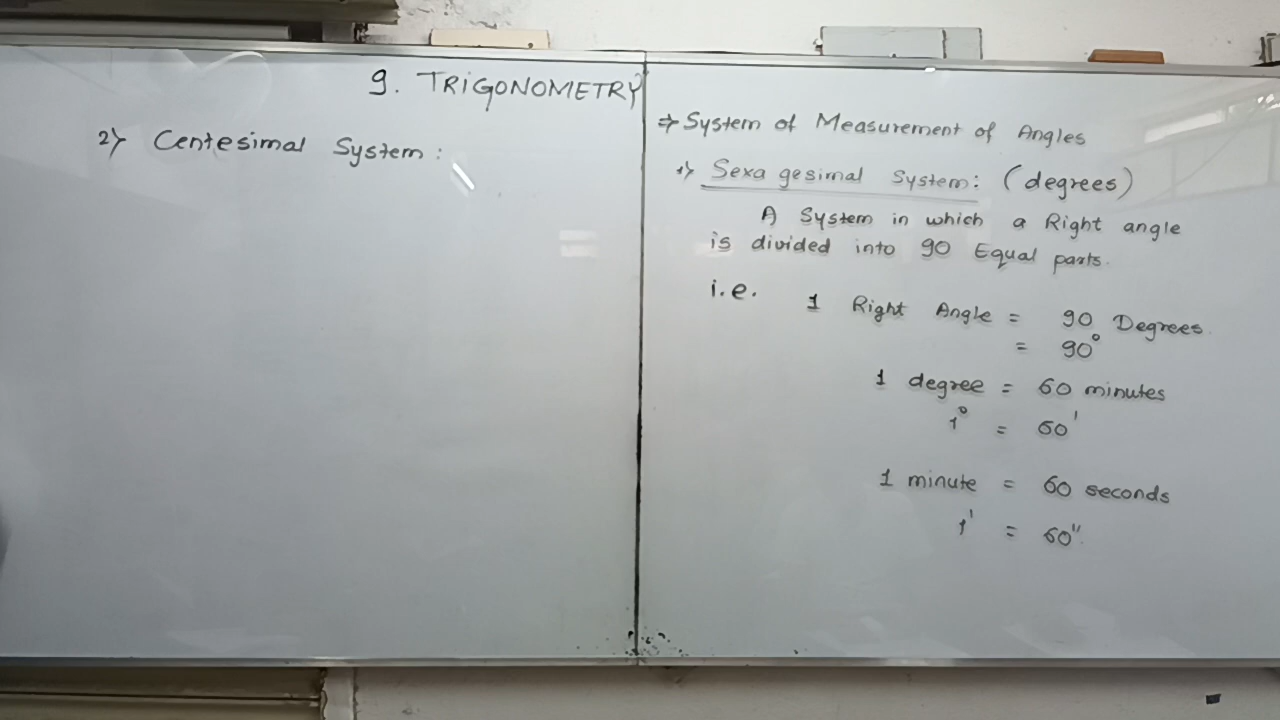 9. TRIGONOMETRY
2) Centesimal System :
⇒ System of Measurement of Angles
1) Sexa gesimal System : (degrees)
A System in which a Right angle
is divided into 90 Equal parts.
i.e. 1 Right Angle = 90 Degrees.
= 90°
1 degree = 60 minutes
1° = 60'
1 minute = 60 seconds
1' = 60".